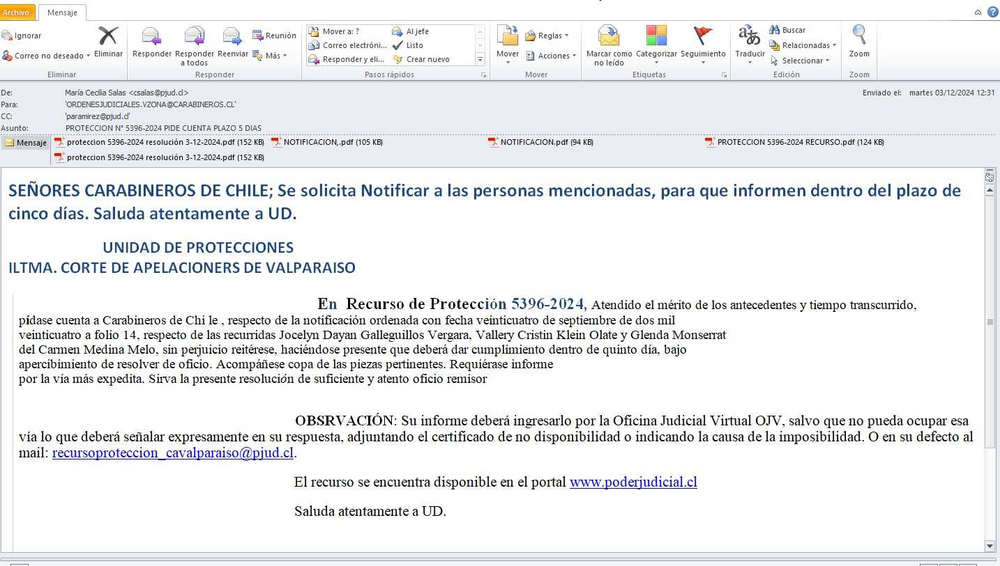 Archivo Mensaje
Ignorar
Correo no deseado
Eliminar
Eliminar
Responder Responder a todos Reenviar
Reunión
Más
Responder
Mover a: ?
Correo electróni...
Responder y eli...
Al jefe
Listo
Crear nuevo
Pasos rápidos
Mover
Reglas
Acciones
Mover
Marcar como no leído Categorizar Seguimiento
Etiquetas
Traducir
Buscar
Relacionadas
Seleccionar
Edición
Zoom
Zoom
De: María Cecilia Salas <csalas@pjud.cl> Enviado el: martes 03/12/2024 12:31
Para: 'ORDENESJUDICIALES.VZONA@CARABINEROS.CL'
CC: 'paramirez@pjud.cl'
Asunto: PROTECCION N° 5396-2024 PIDE CUENTA PLAZO 5 DIAS
Mensaje proteccion 5396-2024 resolución 3-12-2024.pdf (152 KB) NOTIFICACION,.pdf (105 KB) NOTIFICACION.pdf (94 KB) PROTECCION 5396-2024 RECURSO.pdf (124 KB)
proteccion 5396-2024 resolución 3-12-2024.pdf (152 KB)
SEÑORES CARABINEROS DE CHILE; Se solicita Notificar a las personas mencionadas, para que informen dentro del plazo de
cinco días. Saluda atentamente a UD.
UNIDAD DE PROTECCIONES
ILTMA. CORTE DE APELACIONERS DE VALPARAISO
En Recurso de Protección 5396-2024, Atendido el mérito de los antecedentes y tiempo transcurrido,
pídase cuenta a Carabineros de Chi le , respecto de la notificación ordenada con fecha veinticuatro de septiembre de dos mil
veinticuatro a folio 14, respecto de las recurridas Jocelyn Dayan Galleguillos Vergara, Vallery Cristin Klein Olate y Glenda Monserrat
del Carmen Medina Melo, sin perjuicio reitérese, haciéndose presente que deberá dar cumplimiento dentro de quinto día, bajo
apercibimiento de resolver de oficio. Acompáñese copa de las piezas pertinentes. Requiérase informe
por la vía más expedita. Sirva la presente resolución de suficiente y atento oficio remisor
OBSRVACIÓN: Su informe deberá ingresarlo por la Oficina Judicial Virtual OJV, salvo que no pueda ocupar esa
vía lo que deberá señalar expresamente en su respuesta, adjuntando el certificado de no disponibilidad o indicando la causa de la imposibilidad. O en su defecto al
mail: recursoproteccion_cavalparaiso@pjud.cl.
El recurso se encuentra disponible en el portal www.poderjudicial.cl
Saluda atentamente a UD.